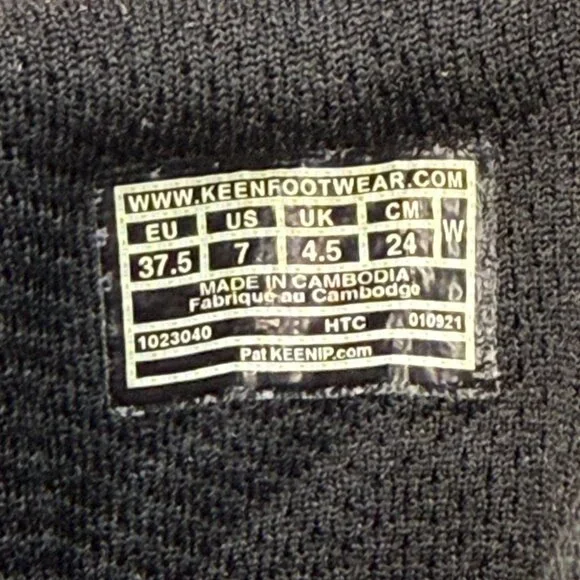 WWW.KEENFOOTWEAR.COM
EU US UK CM W
37.5 7 4.5 24
MADE IN CAMBODIA
Fabriqué au Cambodge
1023040 HTC 010921
Pat KEENIP.com